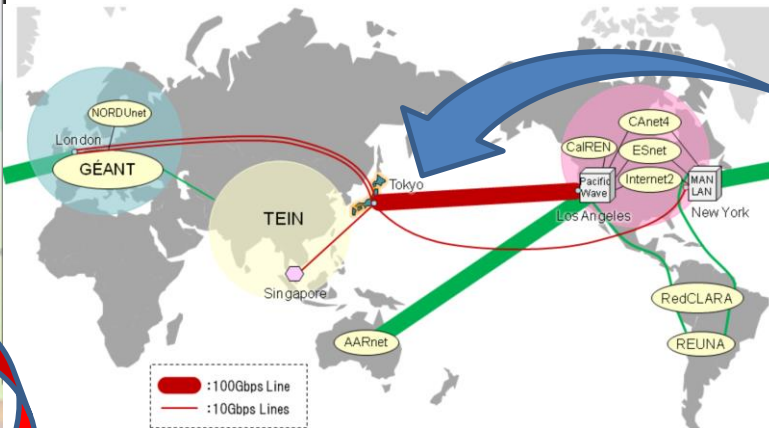 NORDUnet
London
GÉANT
TEIN
Tokyo
Singapore
AARnet
CAnet4
CalREN
ESnet
Internet2
Pacific
Wave
MAN
LAN
Los Angeles
New York
RedCLARA
REUNA
:100Gbps Line
:10Gbps Lines